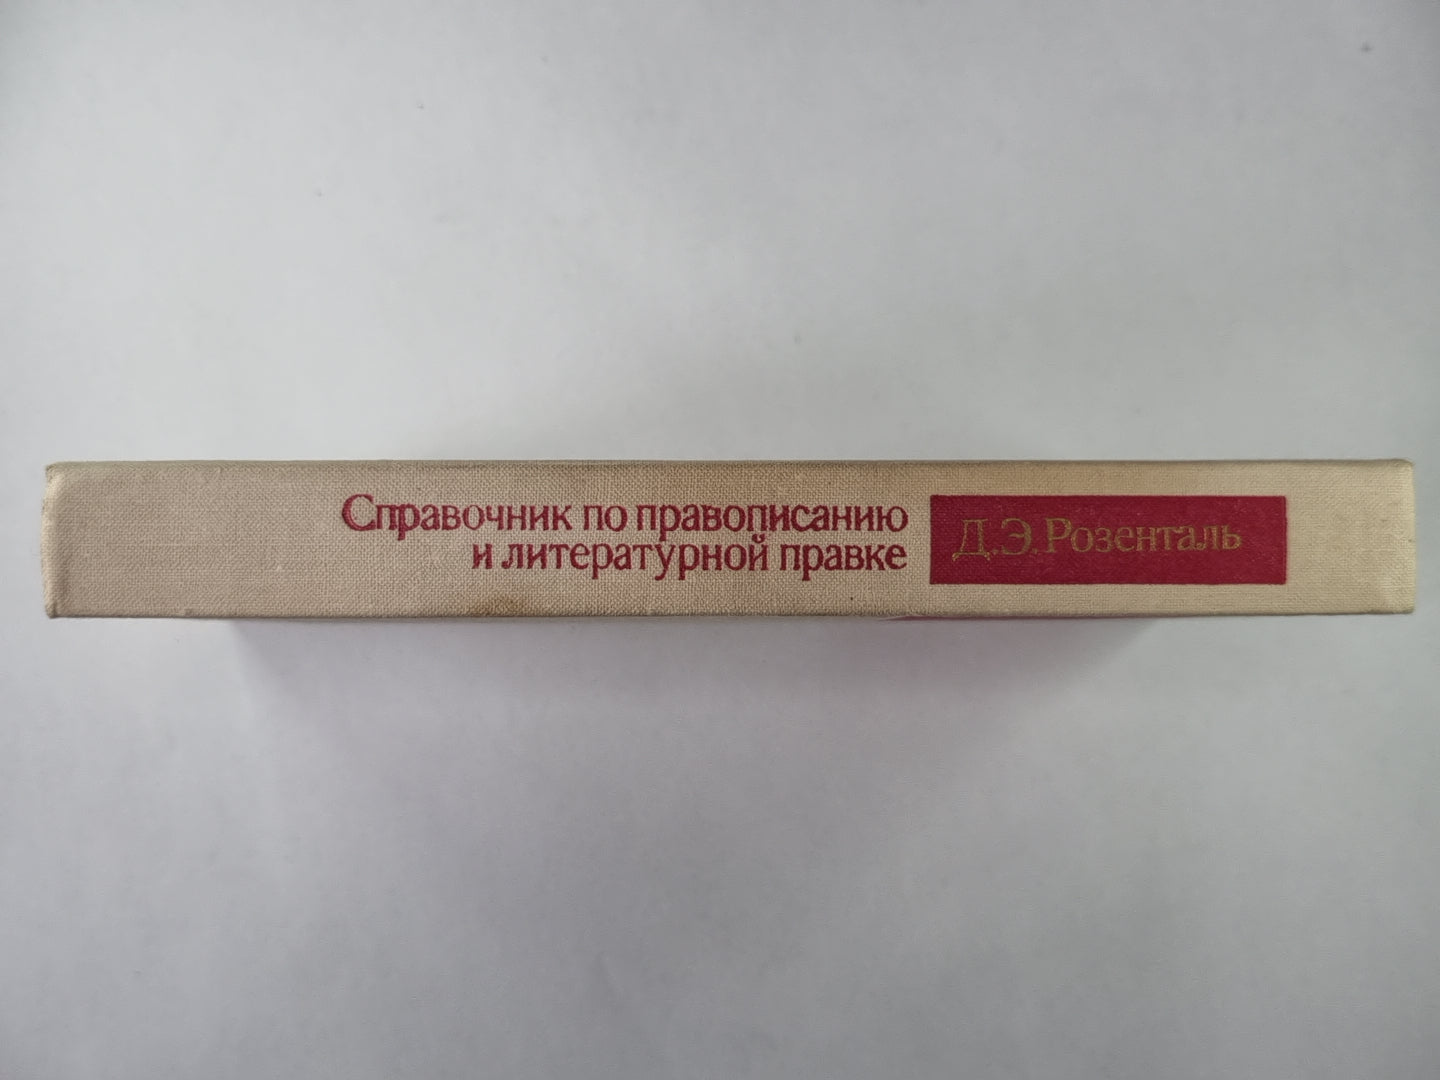 Справочник по правописанию
и литературной правке
Д.Э. Розенталь